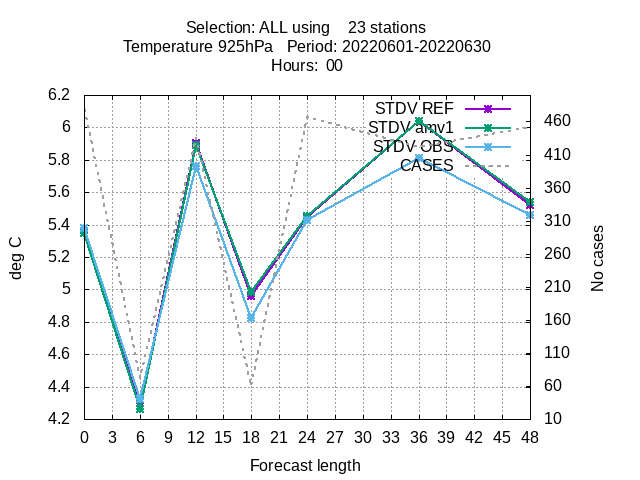 Selection: ALL using 23 stations
Temperature 925hPa Period: 20220601-20220630
Hours: 00
STDV REF
STDV amv1
STDV OBS
CASES
6.2
6
5.8
5.6
5.4
5.2
5
4.8
4.6
4.4
4.2
deg C
460
410
360
310
260
210
160
110
60
10
No cases
0 3 6 9 12 15 18 21 24 27 30 33 36 39 42 45 48
Forecast length